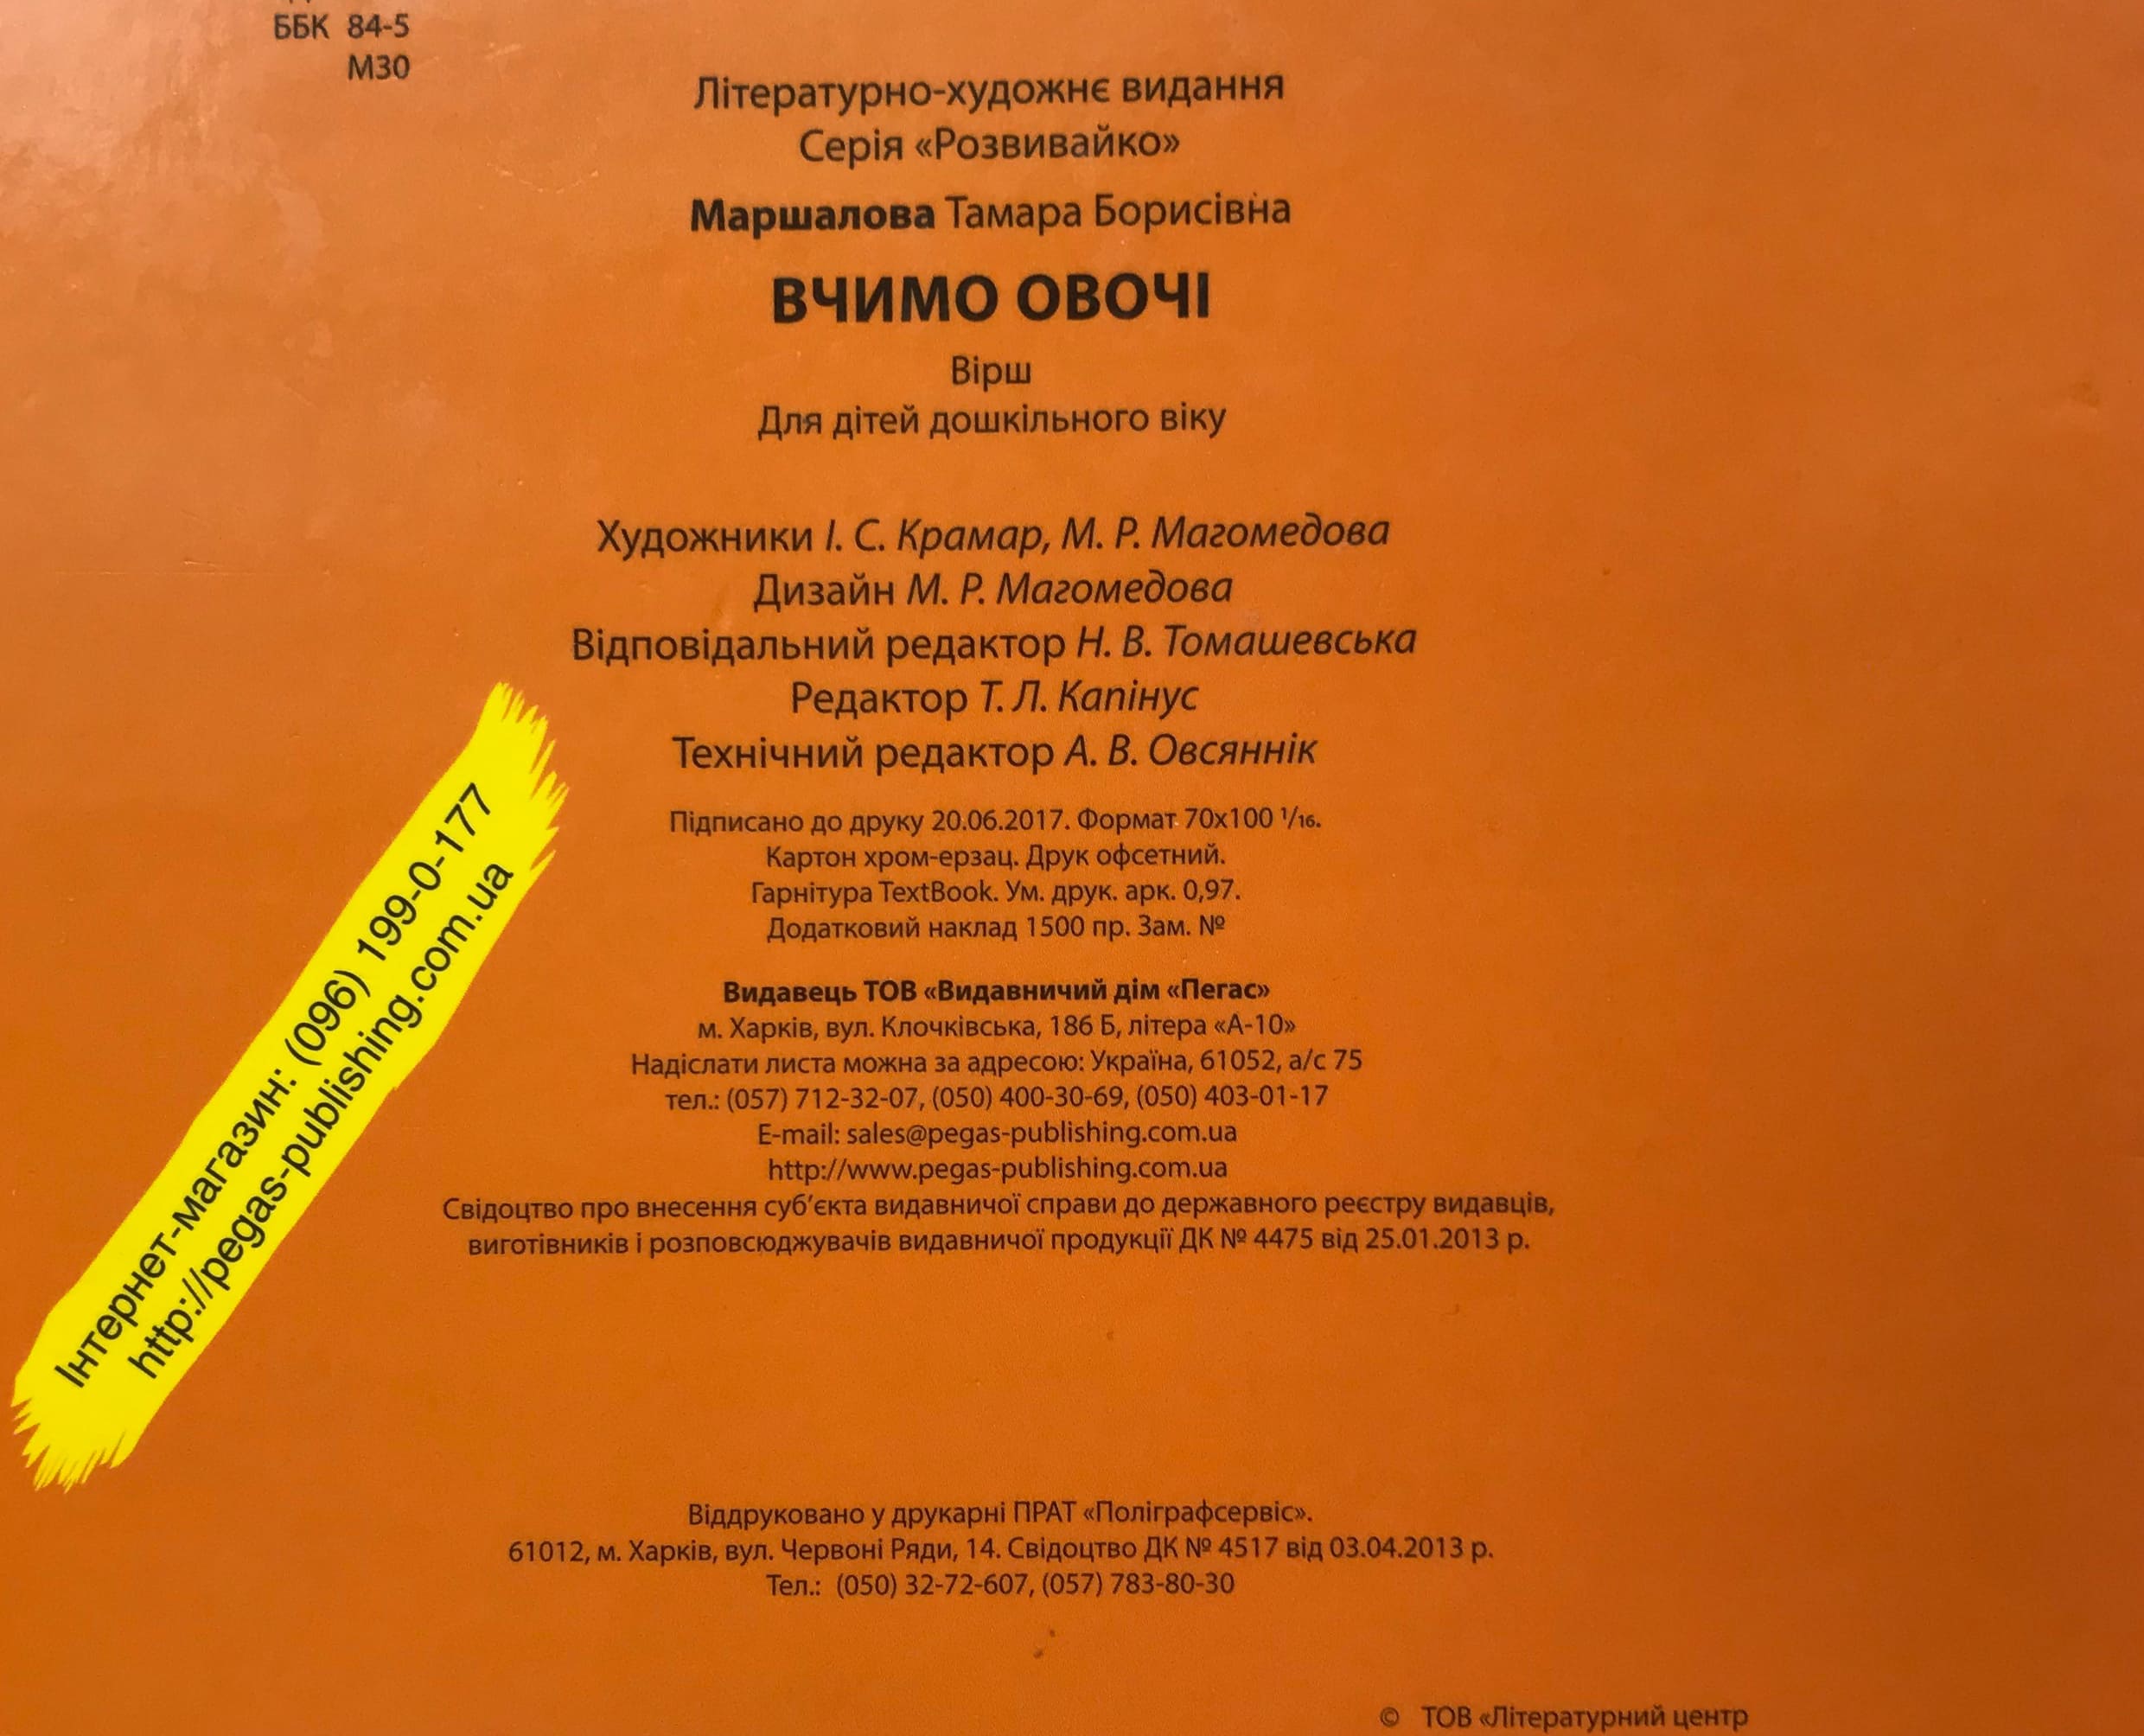 ББК 84-5
М30
Літературно-художнє видання
Серія «Розвивайко»
Маршалова Тамара Борисівна
ВЧИМО ОВОЧІ
Вірш
Для дітей дошкільного віку
Художники І. С. Крамар, М. Р. Магомедова
Дизайн М. Р. Магомедова
Відповідальний редактор Н. В. Томашевська
Редактор Т. Л. Капінус
Технічний редактор А. В. Овсяннік
Підписано до друку 20.06.2017. Формат 70х100 1/16.
Картон хром-ерзац. Друк офсетний.
Гарнітура TextBook. Ум. друк. арк. 0,97.
Додатковий наклад 1500 пр. Зам. №
Видавець ТОВ «Видавничий дім «Пегас»
м. Харків, вул. Клочківська, 186 Б, літера «А-10»
Надіслати листа можна за адресою: Україна, 61052, а/с 75
тел.: (057) 712-32-07, (050) 400-30-69, (050) 403-01-17
E-mail: sales@pegas-publishing.com.ua
http://www.pegas-publishing.com.ua
Свідоцтво про внесення суб’єкта видавничої справи до державного реєстру видавців,
виготівників і розповсюджувачів видавничої продукції ДК № 4475 від 25.01.2013 р.
Інтернет-магазин: (096) 199-0-177
http://pegas-publishing.com.ua
Віддруковано у друкарні ПРАТ «Поліграфсервіс».
61012, м. Харків, вул. Червоні Ряди, 14. Свідоцтво ДК № 4517 від 03.04.2013 р.
Тел.: (050) 32-72-607, (057) 783-80-30
© ТОВ «Літературний центр